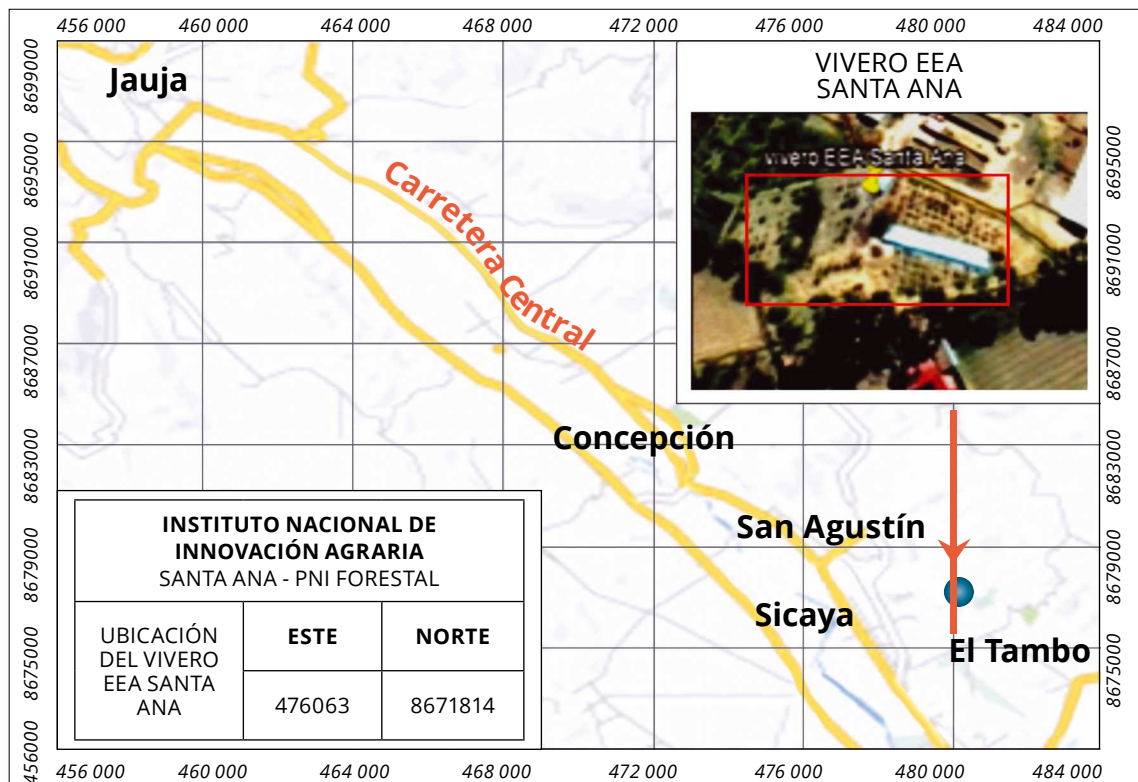 456 000 460 000 464 000 468 000 472 000 476 000 480 000 484 000
8699000
8695000
8691000
8687000
8683000
8679000
8675000
456000
Jauja
Carretera Central
Concepción
San Agustín
Sicaya
El Tambo
VIVERO EEA
SANTA ANA
vivero EEA Santa Ana
8695000
8691000
8687000
8683000
8679000
8675000
INSTITUTO NACIONAL DE
INNOVACIÓN AGRARIA
SANTA ANA - PNI FORESTAL
UBICACIÓN
DEL VIVERO
EEA SANTA
ANA
ESTE
NORTE
476063
8671814
456 000 460 000 464 000 468 000 472 000 476 000 480 000 484 000